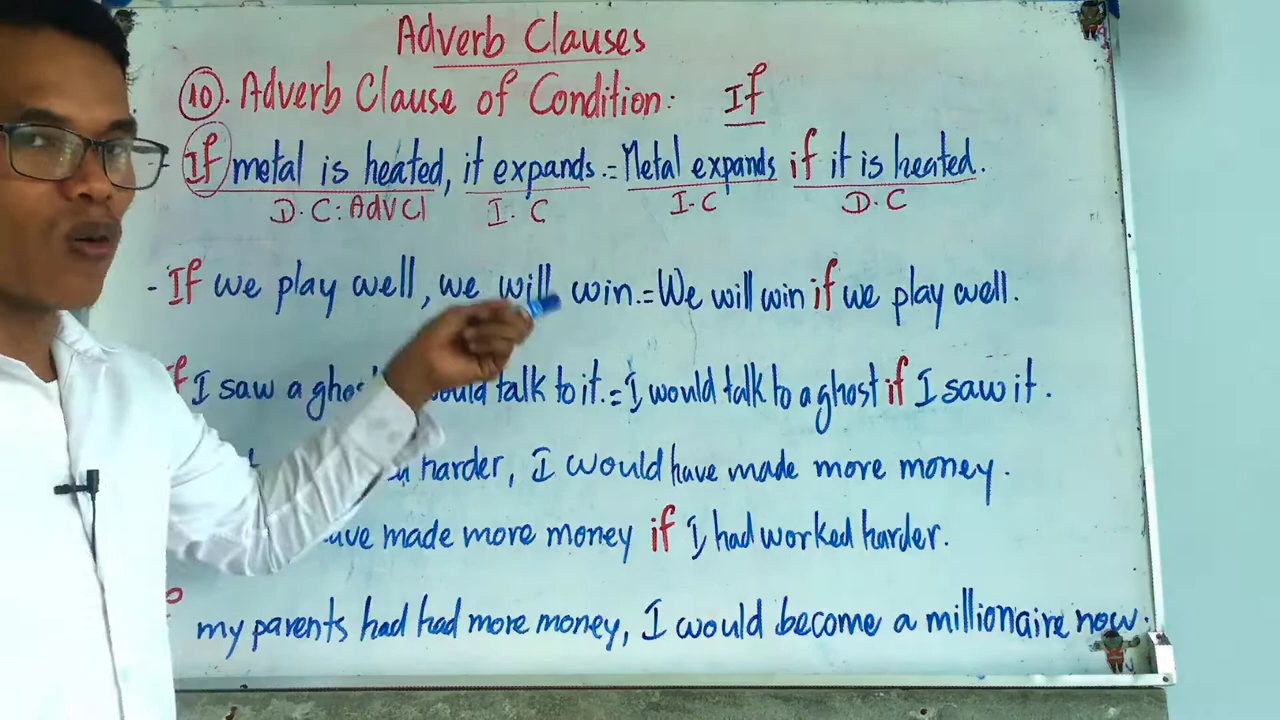 Adverb Clauses
10. Adverb Clause of Condition: If
- If metal is heated, it expands. = Metal expands if it is heated.
D.C: AdvCl I.C I.C D.C
- If we play well, we will win. = We will win if we play well.
I saw a talk to it. = I would talk to a ghost if I saw it.
harder, I would have made more money.
made more money if I had worked harder.
my parents had had more money, I would become a millionaire now.